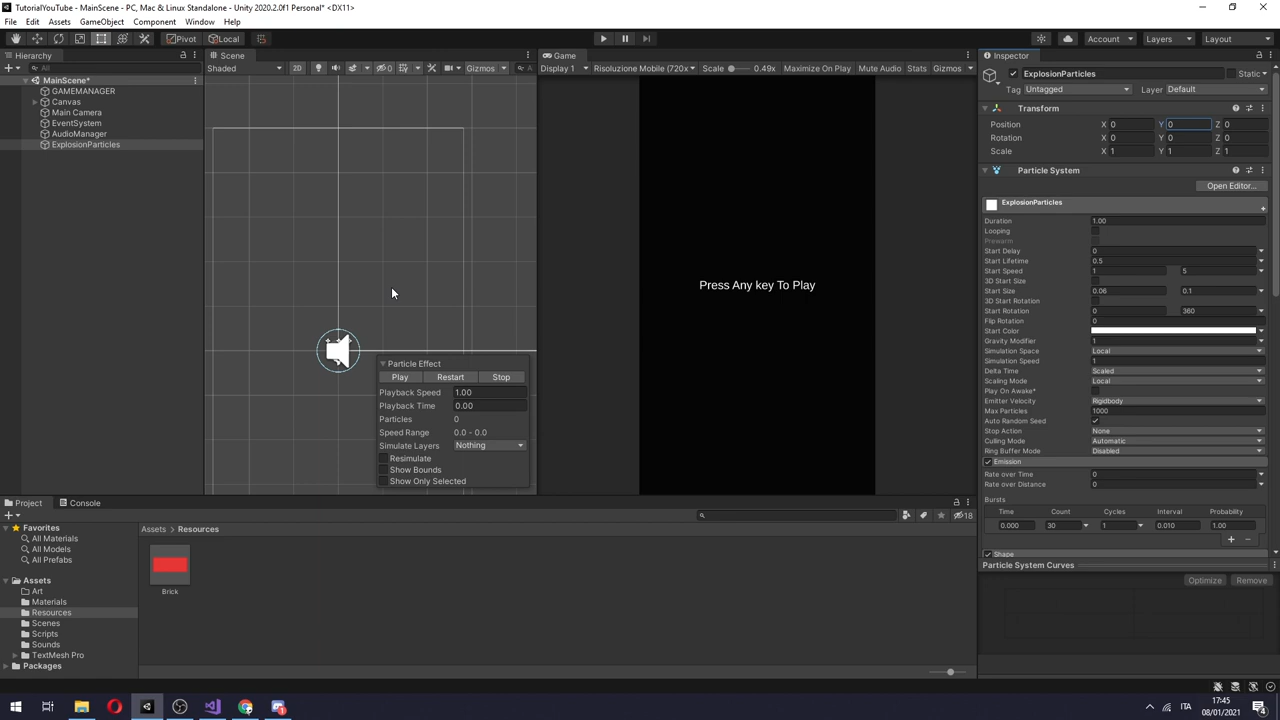 TutorialYouTube - MainScene - PC, Mac & Linux Standalone - Unity 2020.2.0f1 Personal* <DX11>
File Edit Assets GameObject Component Window Help
Pivot Local Account Layers Layout
Hierarchy
All
MainScene*
GAMEMANAGER
Canvas
Main Camera
EventSystem
AudioManager
ExplosionParticles
Scene
Shaded 2D 0 Gizmos
Particle Effect
Play Restart Stop
Playback Speed 1.00
Playback Time 0.00
Particles 0
Speed Range 0.0 - 0.0
Simulate Layers Nothing
Resimulate
Show Bounds
Show Only Selected
Game
Display 1 Risoluzione Mobile (720x Scale 0.49x Maximize On Play Mute Audio Stats Gizmos
Press Any key To Play
Inspector
ExplosionParticles Static
Tag Untagged Layer Default
Transform
Position X 0 Y 0 Z 0
Rotation X 0 Y 0 Z 0
Scale X 1 Y 1 Z 1
Particle System
Open Editor...
ExplosionParticles
Duration 1.00
Looping
Prewarm
Start Delay 0
Start Lifetime 0.5
Start Speed 1 5
3D Start Size
Start Size 0.06 0.1
3D Start Rotation
Start Rotation 0 360
Flip Rotation 0
Start Color
Gravity Modifier 1
Simulation Space Local
Simulation Speed 1
Delta Time Scaled
Scaling Mode Local
Play On Awake*
Emitter Velocity Rigidbody
Max Particles 1000
Auto Random Seed
Stop Action None
Culling Mode Automatic
Ring Buffer Mode Disabled
Emission
Rate over Time 0
Rate over Distance 0
Bursts
Time Count Cycles Interval Probability
0.000 30 1 0.010 1.00
Shape
Particle System Curves
Optimize Remove
Project Console
18
Favorites
All Materials
All Models
All Prefabs
Assets
Art
Materials
Resources
Scenes
Scripts
Sounds
TextMesh Pro
Packages
Assets Resources
Brick
ITA
17:45
08/01/2021
4